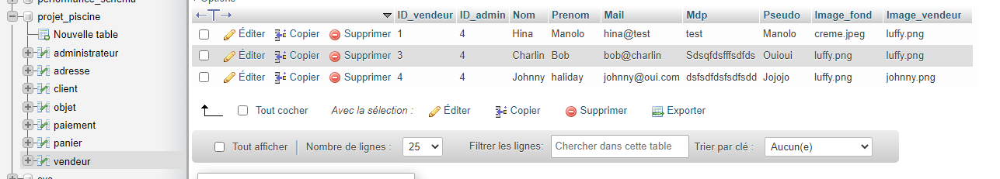 performance_schema
Options
projet_piscine
Nouvelle table
administrateur
adresse
client
objet
paiement
panier
vendeur
ID_vendeur ID_admin Nom Prenom Mail Mdp Pseudo Image_fond Image_vendeur
Éditer Copier Supprimer 1 4 Hina Manolo hina@test test Manolo creme.jpeg luffy.png
Éditer Copier Supprimer 3 4 Charlin Bob bob@charlin Sdsqfdsfffsdfds Ouioui luffy.png luffy.png
Éditer Copier Supprimer 4 4 Johnny haliday johnny@oui.com dsfsdfdsfsdfsdd Jojojo luffy.png johnny.png
Tout cocher Avec la sélection : Éditer Copier Supprimer Exporter
Tout afficher Nombre de lignes : 25 Filtrer les lignes: Chercher dans cette table Trier par clé : Aucun(e)